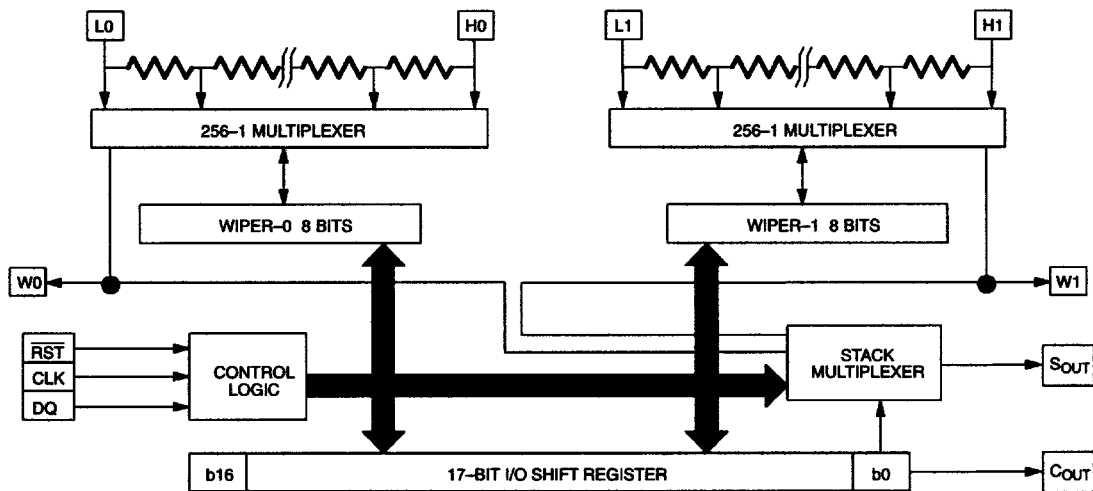 L0
H0
L1
H1
256–1 MULTIPLEXER
256–1 MULTIPLEXER
WIPER–0 8 BITS
WIPER–1 8 BITS
W0
W1
RST
CLK
DQ
CONTROL
LOGIC
STACK
MULTIPLEXER
SOUT
b16
17–BIT I/O SHIFT REGISTER
b0
COUT